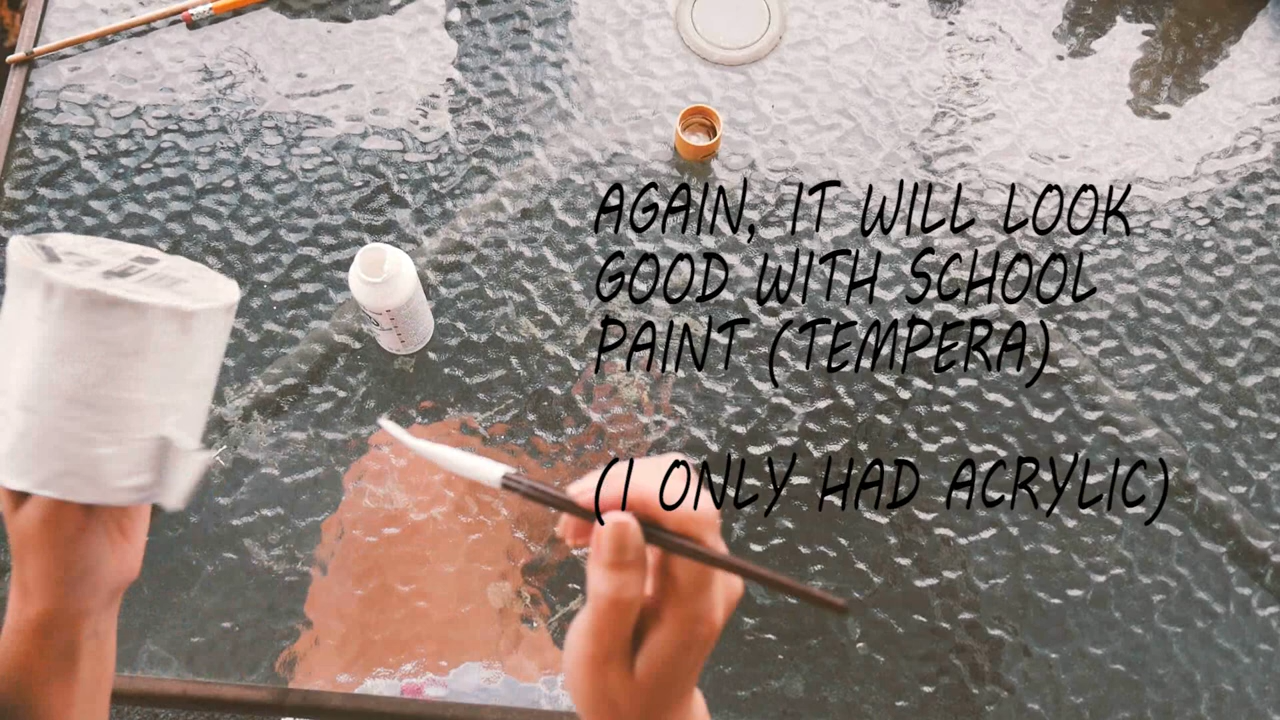 AGAIN, IT WILL LOOK
GOOD WITH SCHOOL
PAINT (TEMPERA)
(I ONLY HAD ACRYLIC)